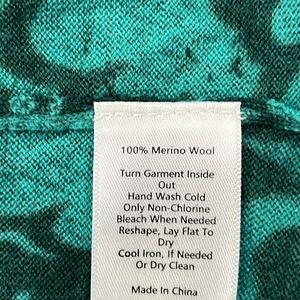 100% Merino Wool
Turn Garment Inside
Out
Hand Wash Cold
Only Non-Chlorine
Bleach When Needed
Reshape, Lay Flat To
Dry
Cool Iron, If Needed
Or Dry Clean
Made In China